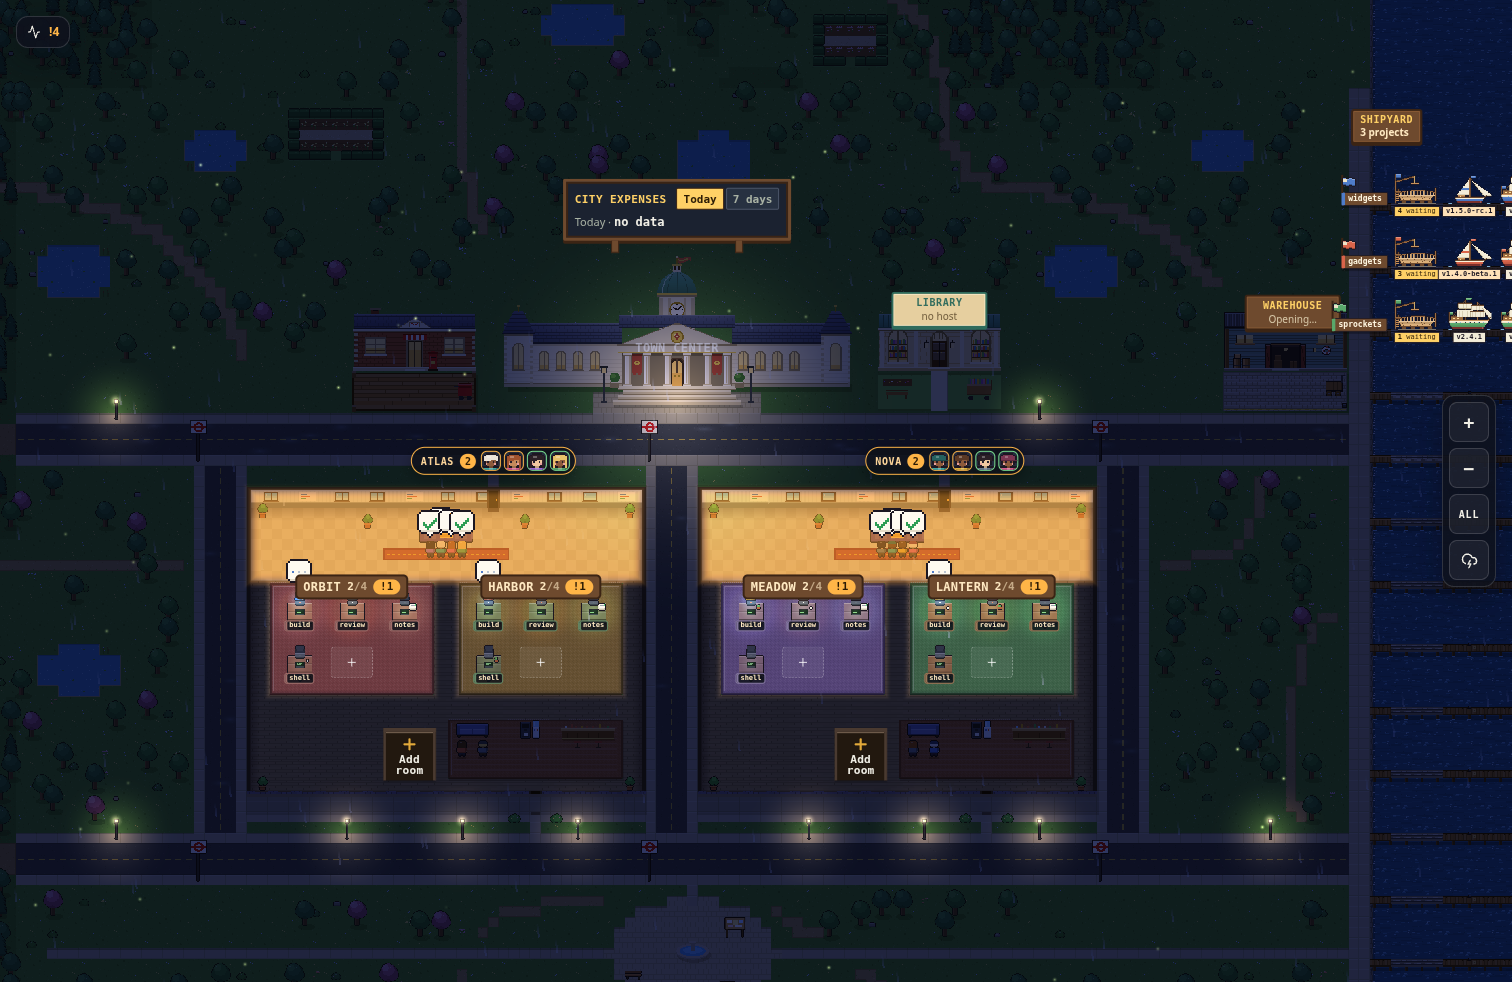 !4
SHIPYARD
3 projects
CITY EXPENSES Today 7 days
Today · no data
widgets
4 waiting
v1.5.0-rc.1
gadgets
3 waiting
v1.4.0-beta.1
LIBRARY
no host
WAREHOUSE
Opening...
sprockets
1 waiting
v2.4.1
TOWN CENTER
+
−
ALL
ATLAS 2
NOVA 2
ORBIT 2/4 !1
HARBOR 2/4 !1
MEADOW 2/4 !1
LANTERN 2/4 !1
build review notes
build review notes
build review notes
build review notes
shell +
shell +
shell +
shell +
+
Add
room
+
Add
room